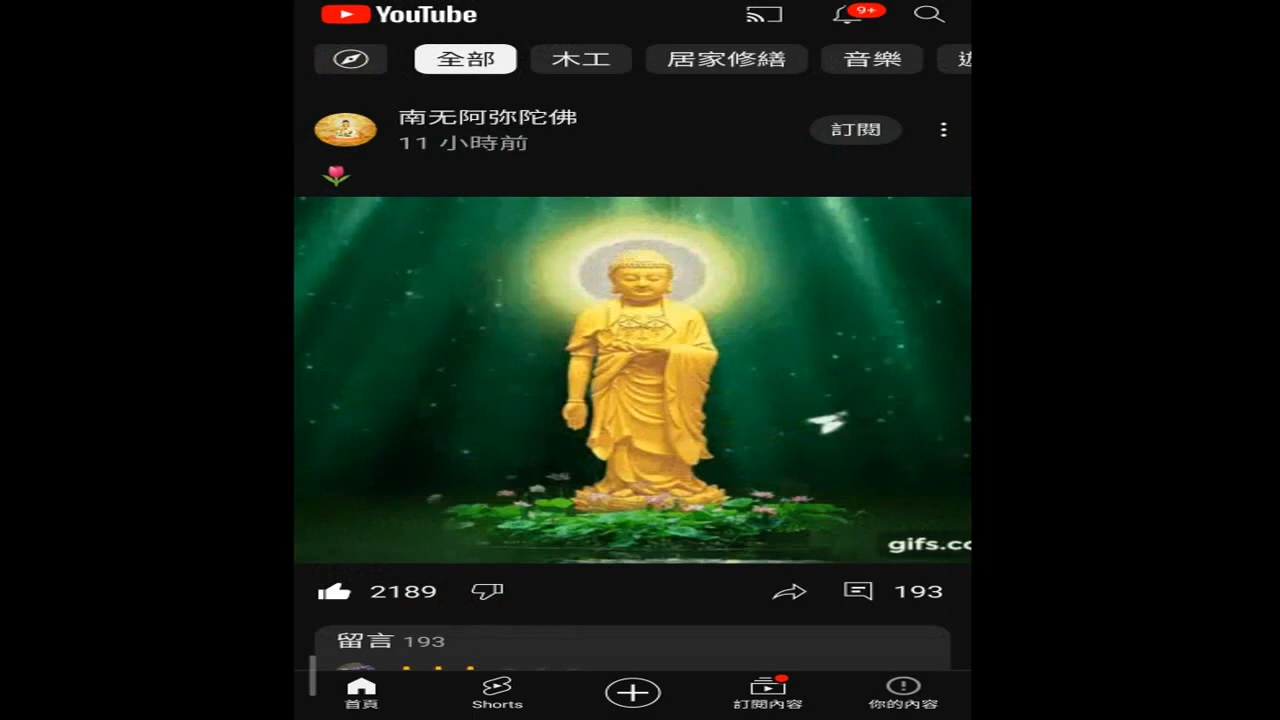 YouTube
9+
全部 木工 居家修繕 音樂
南无阿弥陀佛
訂閱
11 小時前
gifs.c
2189 193
留言 193
首頁 Shorts 訂閱內容 你的內容